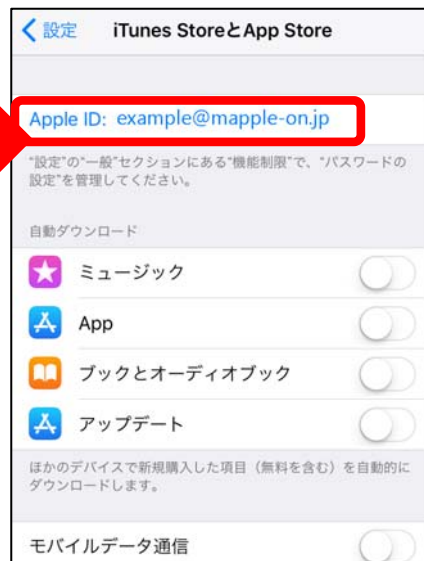 設定 iTunes StoreとApp Store
Apple ID: example@mapple-on.jp
“設定”の“一般”セクションにある“機能制限”で、“パスワードの
設定”を管理してください。
自動ダウンロード
ミュージック
App
ブックとオーディオブック
アップデート
ほかのデバイスで新規購入した項目（無料を含む）を自動的に
ダウンロードします。
モバイルデータ通信